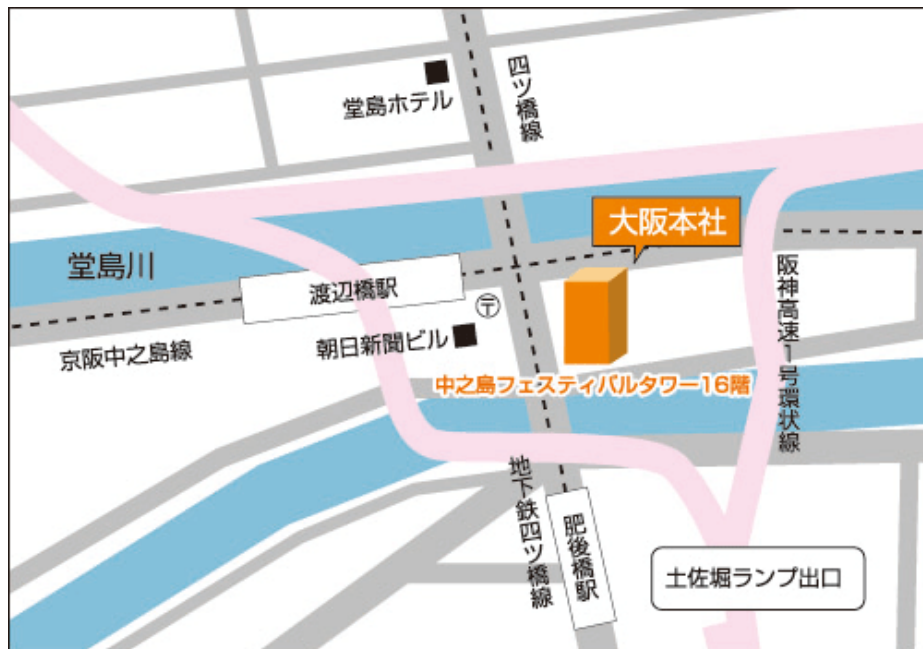 四ツ橋線
堂島ホテル
大阪本社
堂島川
渡辺橋駅
〒
阪神高速1号環状線
朝日新聞ビル
京阪中之島線
中之島フェスティバルタワー16階
地下鉄四ツ橋線
肥後橋駅
土佐堀ランプ出口